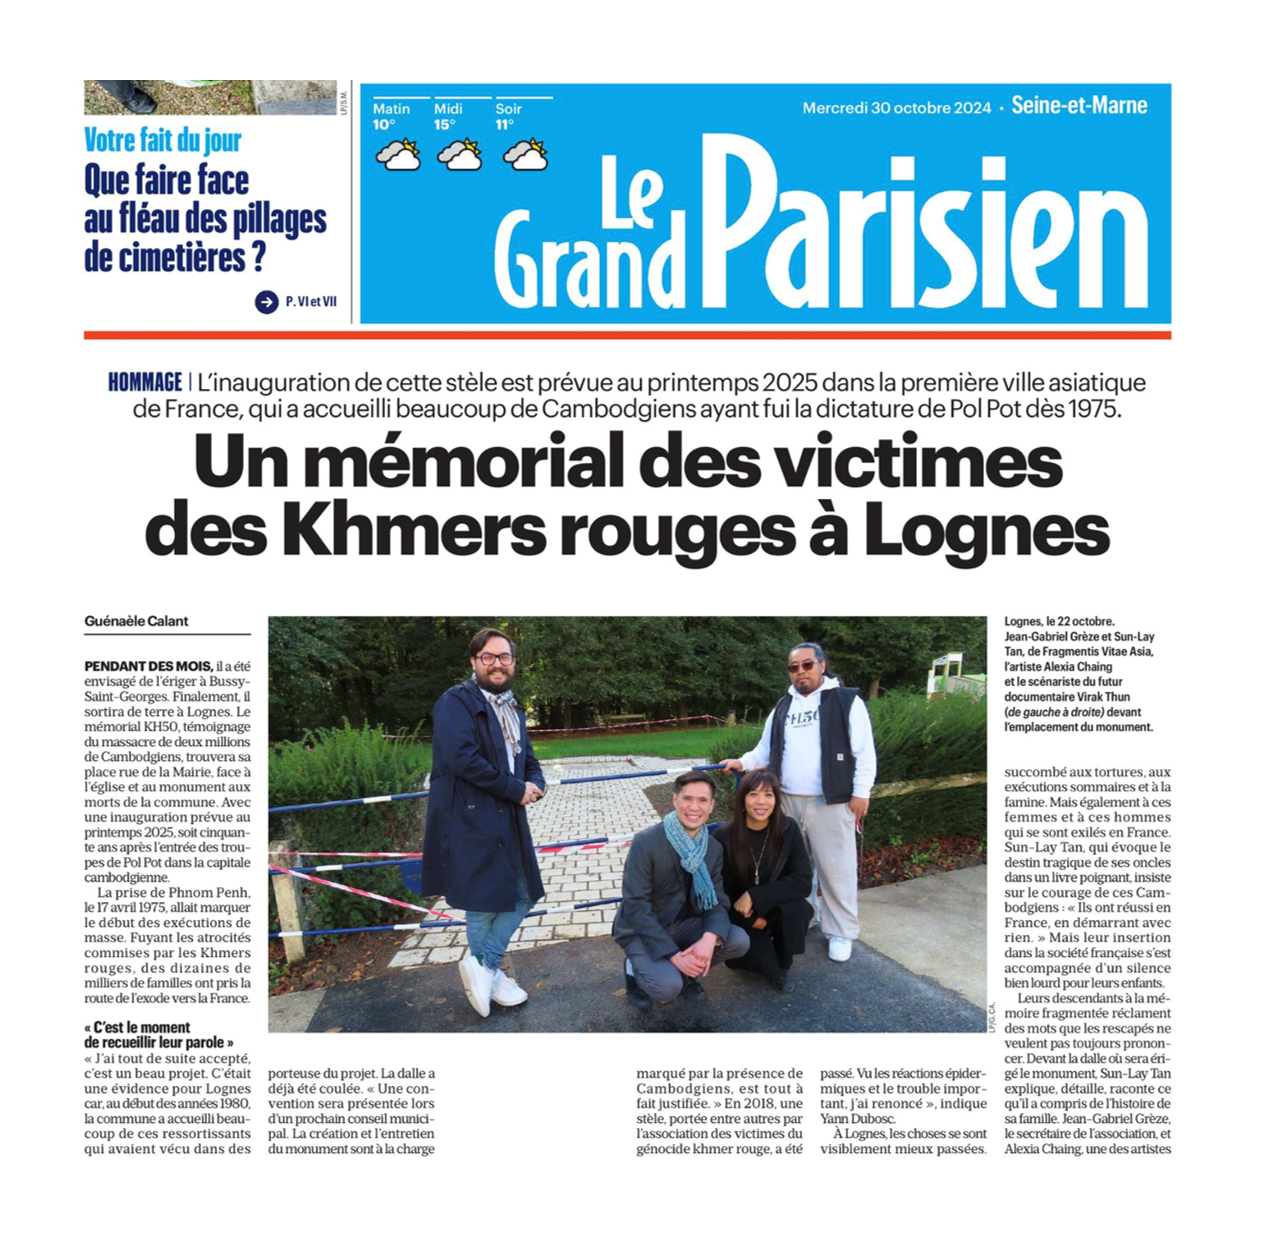 LP/S.M.
Votre fait du jour
Que faire face
au fléau des pillages
de cimetières ?
P. VI et VII
Matin
10°
Midi
15°
Soir
11°
Mercredi 30 octobre 2024 • Seine-et-Marne
Le
Grand Parisien
HOMMAGE | L'inauguration de cette stèle est prévue au printemps 2025 dans la première ville asiatique
de France, qui a accueilli beaucoup de Cambodgiens ayant fui la dictature de Pol Pot dès 1975.
Un mémorial des victimes
des Khmers rouges à Lognes
Guénaèle Calant
PENDANT DES MOIS, il a été
envisagé de l'ériger à Bussy-
Saint-Georges. Finalement, il
sortira de terre à Lognes. Le
mémorial KH50, témoignage
du massacre de deux millions
de Cambodgiens, trouvera sa
place rue de la Mairie, face à
l'église et au monument aux
morts de la commune. Avec
une inauguration prévue au
printemps 2025, soit cinquan-
te ans après l'entrée des trou-
pes de Pol Pot dans la capitale
cambodgienne.
La prise de Phnom Penh,
le 17 avril 1975, allait marquer
le début des exécutions de
masse. Fuyant les atrocités
commises par les Khmers
rouges, des dizaines de
milliers de familles ont pris la
route de l'exode vers la France.
« C'est le moment
de recueillir leur parole »
« J'ai tout de suite accepté,
c'est un beau projet. C'était
une évidence pour Lognes
car, au début des années 1980,
la commune a accueilli beau-
coup de ces ressortissants
qui avaient vécu dans des
porteuse du projet. La dalle a
déjà été coulée. « Une con-
vention sera présentée lors
d'un prochain conseil munici-
pal. La création et l'entretien
du monument sont à la charge
marqué par la présence de
Cambodgiens, est tout à
fait justifiée. » En 2018, une
stèle, portée entre autres par
l'association des victimes du
génocide khmer rouge, a été
passé. Vu les réactions épider-
miques et le trouble impor-
tant, j'ai renoncé », indique
Yann Dubosc.
À Lognes, les choses se sont
visiblement mieux passées.
LP/G. CA.
Lognes, le 22 octobre.
Jean-Gabriel Grèze et Sun-Lay
Tan, de Fragmentis Vitae Asia,
l'artiste Alexia Chaing
et le scénariste du futur
documentaire Virak Thun
(de gauche à droite) devant
l'emplacement du monument.
succombé aux tortures, aux
exécutions sommaires et à la
famine. Mais également à ces
femmes et à ces hommes
qui se sont exilés en France.
Sun-Lay Tan, qui évoque le
destin tragique de ses oncles
dans un livre poignant, insiste
sur le courage de ces Cam-
bodgiens : « Ils ont réussi en
France, en démarrant avec
rien. » Mais leur insertion
dans la société française s'est
accompagnée d'un silence
bien lourd pour leurs enfants.
Leurs descendants à la mé-
moire fragmentée réclament
des mots que les rescapés ne
veulent pas toujours pronon-
cer. Devant la dalle où sera éri-
gé le monument, Sun-Lay Tan
explique, détaille, raconte ce
qu'il a compris de l'histoire de
sa famille. Jean-Gabriel Grèze,
le secrétaire de l'association, et
Alexia Chaing, une des artistes